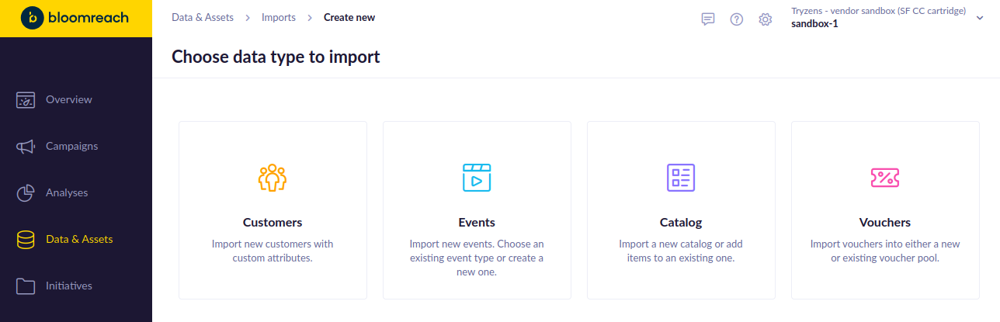 bloomreach
Data & Assets > Imports > Create new
Tryzens - vendor sandbox (SF CC cartridge)
sandbox-1
Choose data type to import
Overview
Campaigns
Analyses
Data & Assets
Initiatives
Customers
Import new customers with
custom attributes.
Events
Import new events. Choose an
existing event type or create a
new one.
Catalog
Import a new catalog or add
items to an existing one.
Vouchers
Import vouchers into either a new
or existing voucher pool.